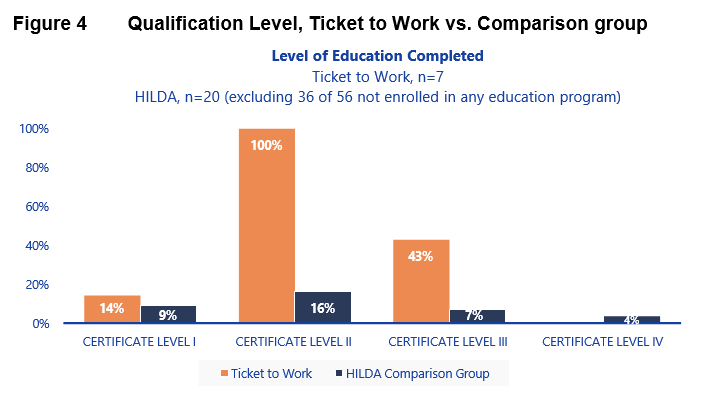 Figure 4 Qualification Level, Ticket to Work vs. Comparison group
Level of Education Completed
Ticket to Work, n=7
HILDA, n=20 (excluding 36 of 56 not enrolled in any education program)
100%
80%
60%
40%
20%
0%
14%
9%
100%
16%
43%
7%
4%
CERTIFICATE LEVEL I
CERTIFICATE LEVEL II
CERTIFICATE LEVEL III
CERTIFICATE LEVEL IV
Ticket to Work
HILDA Comparison Group